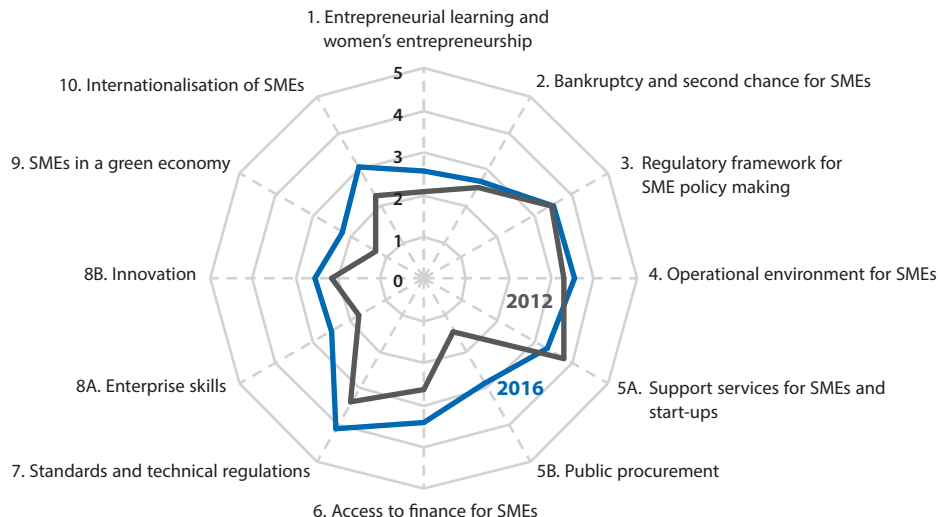 1. Entrepreneurial learning and
women’s entrepreneurship
10. Internationalisation of SMEs
2. Bankruptcy and second chance for SMEs
9. SMEs in a green economy
3. Regulatory framework for
SME policy making
8B. Innovation
4. Operational environment for SMEs
8A. Enterprise skills
5A. Support services for SMEs and
start-ups
7. Standards and technical regulations
5B. Public procurement
6. Access to finance for SMEs
5
4
3
2
1
0
2012
2016